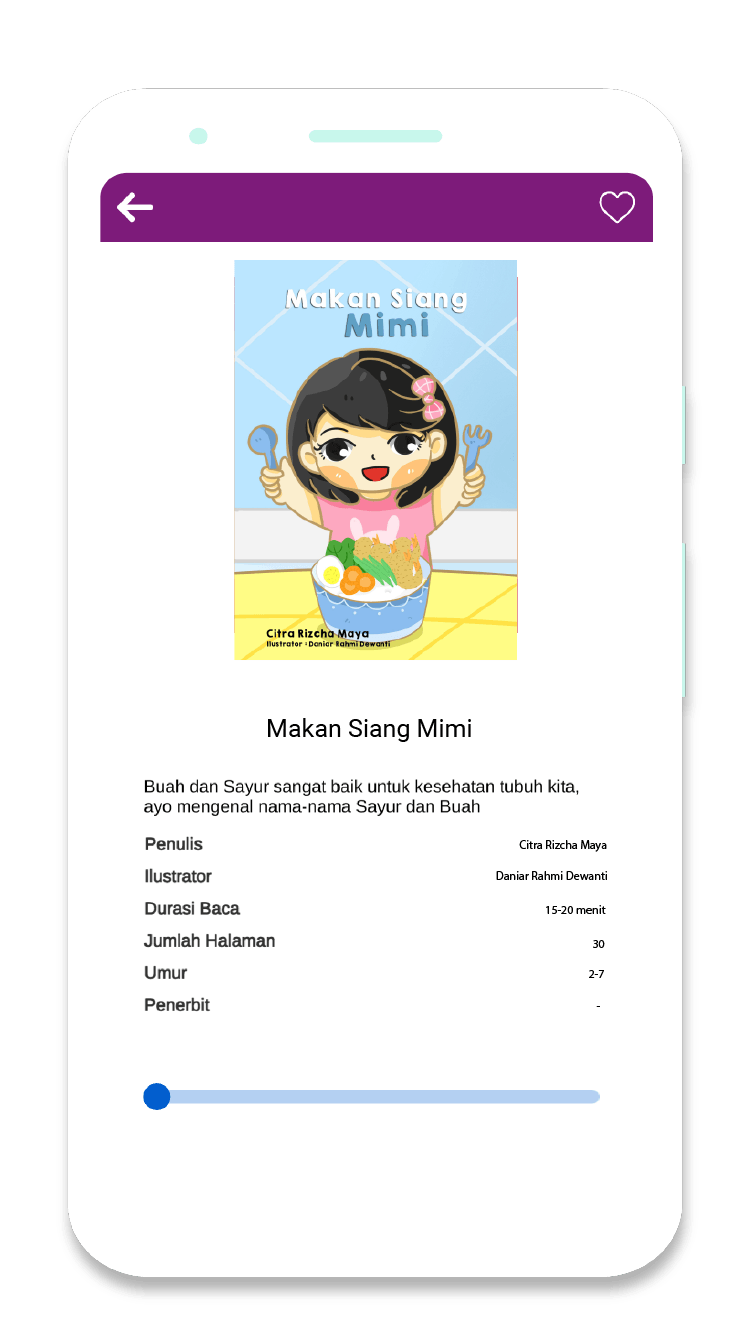 Makan Siang
Mimi
Citra Rizcha Maya
Ilustrator : Daniar Rahmi Dewanti
Makan Siang Mimi
Buah dan Sayur sangat baik untuk kesehatan tubuh kita,
ayo mengenal nama-nama Sayur dan Buah
Penulis Citra Rizcha Maya
Ilustrator Daniar Rahmi Dewanti
Durasi Baca 15-20 menit
Jumlah Halaman 30
Umur 2-7
Penerbit -